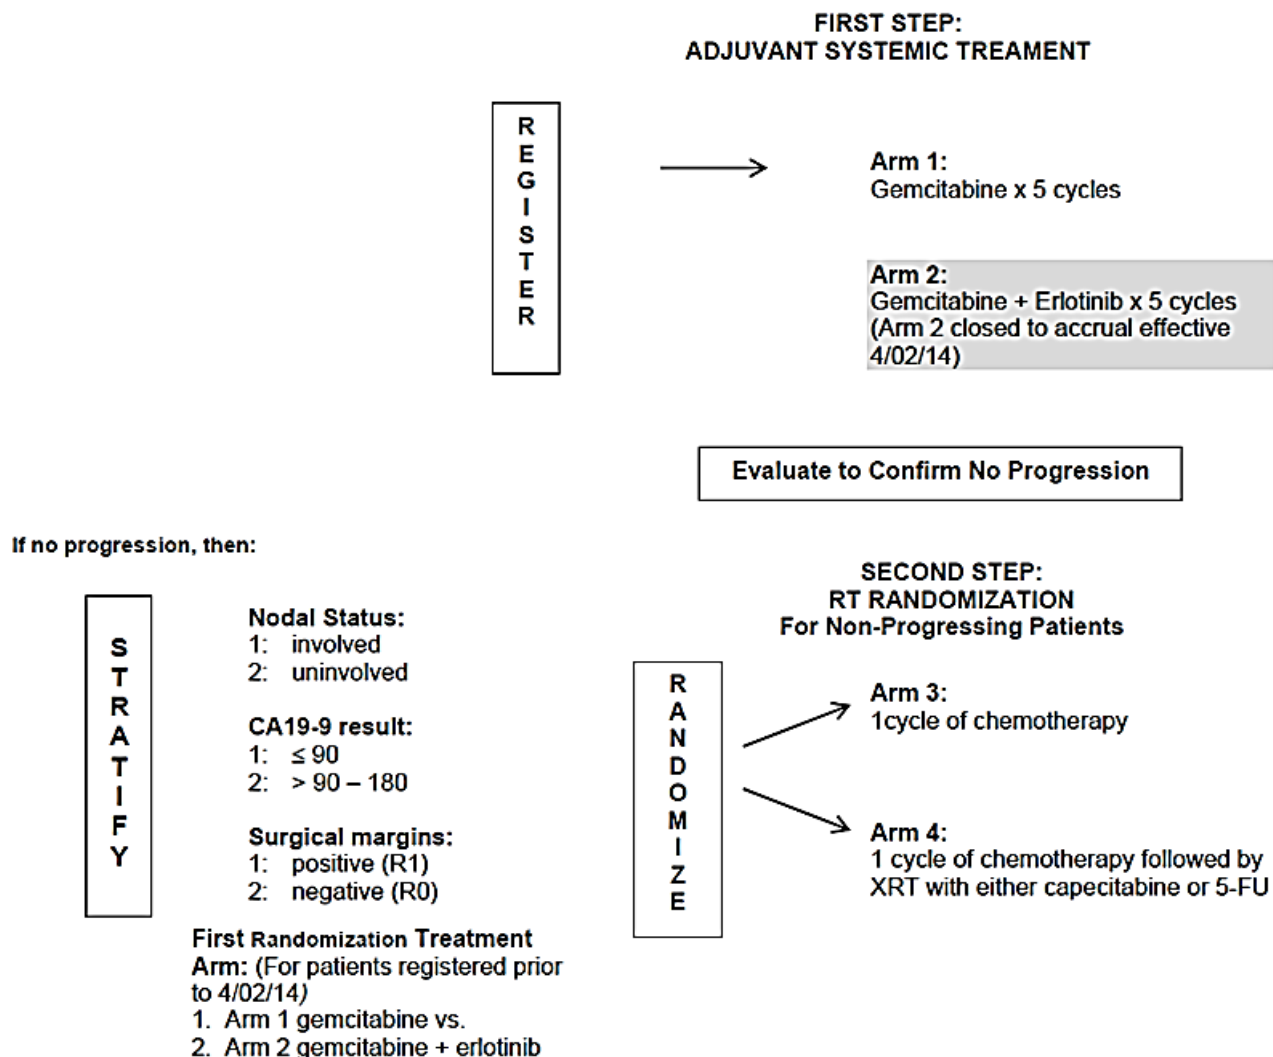 FIRST STEP:
ADJUVANT SYSTEMIC TREAMENT
REGISTER
Arm 1:
Gemcitabine x 5 cycles
Arm 2:
Gemcitabine + Erlotinib x 5 cycles
(Arm 2 closed to accrual effective
4/02/14)
Evaluate to Confirm No Progression
If no progression, then:
STRATIFY
Nodal Status:
1: involved
2: uninvolved
CA19-9 result:
1: ≤ 90
2: > 90 – 180
Surgical margins:
1: positive (R1)
2: negative (R0)
First Randomization Treatment
Arm: (For patients registered prior
to 4/02/14)
1. Arm 1 gemcitabine vs.
2. Arm 2 gemcitabine + erlotinib
SECOND STEP:
RT RANDOMIZATION
For Non-Progressing Patients
RANDOMIZE
Arm 3:
1cycle of chemotherapy
Arm 4:
1 cycle of chemotherapy followed by
XRT with either capecitabine or 5-FU